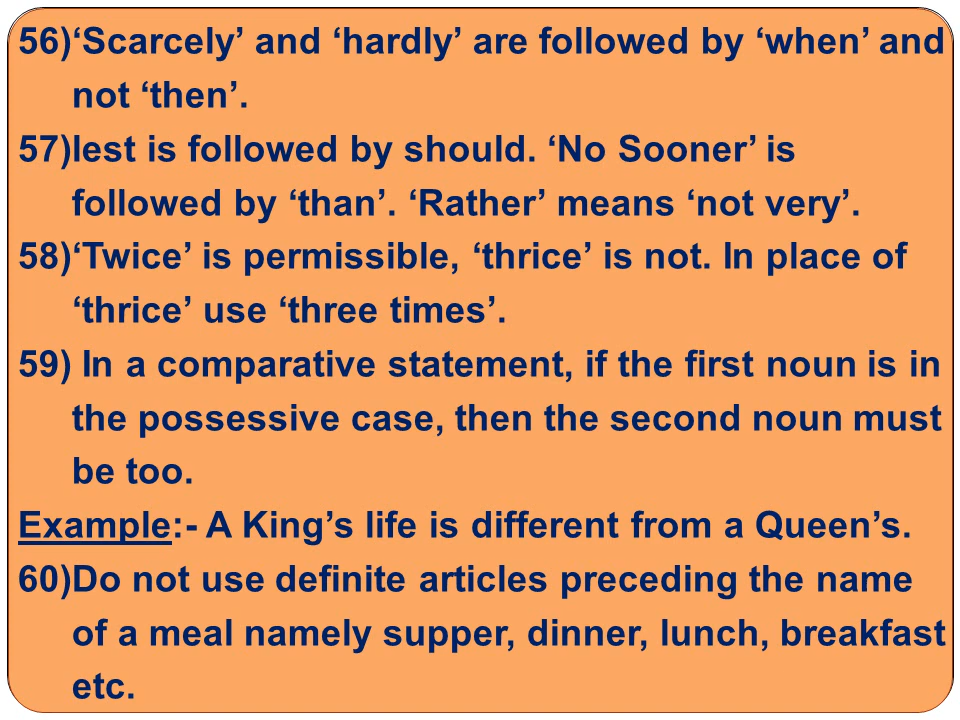 56)‘Scarcely’ and ‘hardly’ are followed by ‘when’ and
not ‘then’.
57)lest is followed by should. ‘No Sooner’ is
followed by ‘than’. ‘Rather’ means ‘not very’.
58)‘Twice’ is permissible, ‘thrice’ is not. In place of
‘thrice’ use ‘three times’.
59) In a comparative statement, if the first noun is in
the possessive case, then the second noun must
be too.
Example:- A King’s life is different from a Queen’s.
60)Do not use definite articles preceding the name
of a meal namely supper, dinner, lunch, breakfast
etc.